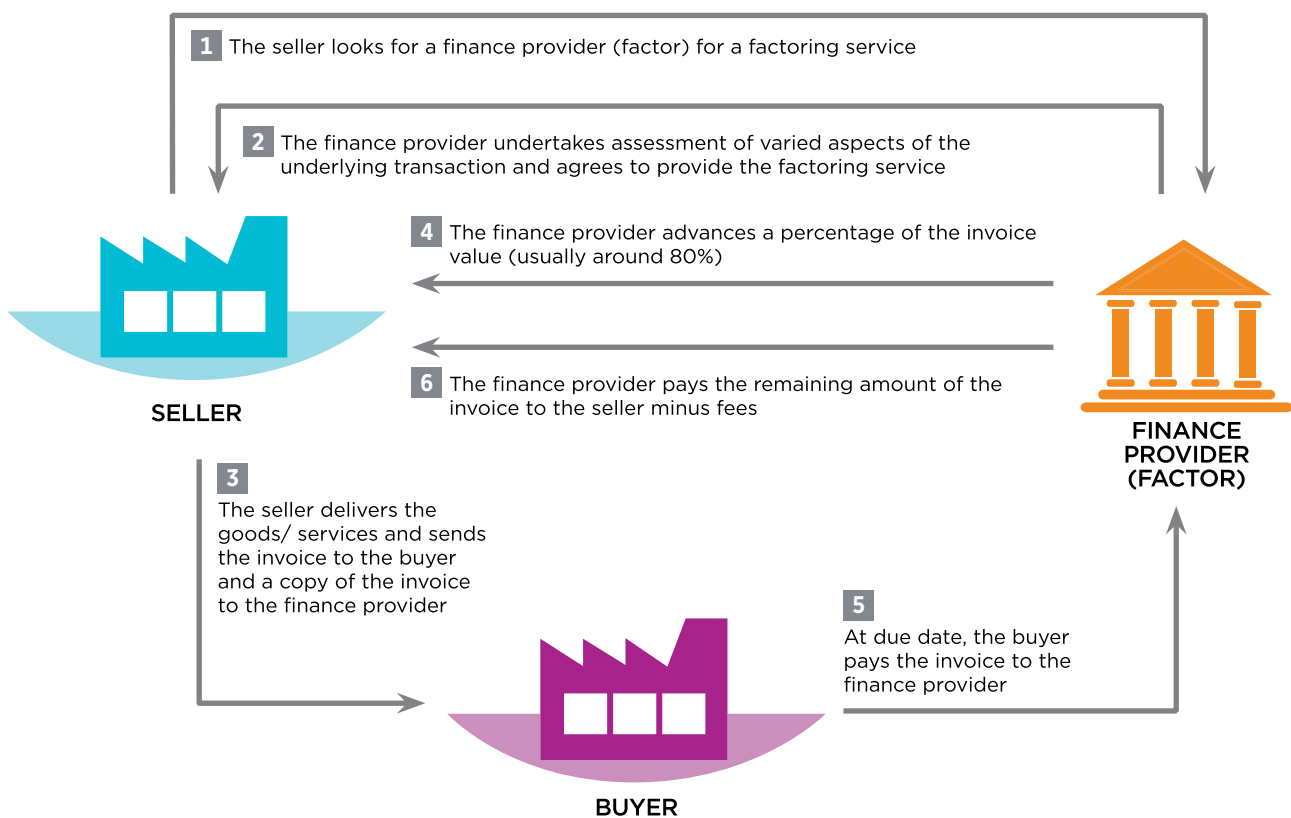 1 The seller looks for a finance provider (factor) for a factoring service
2 The finance provider undertakes assessment of varied aspects of the
underlying transaction and agrees to provide the factoring service
4 The finance provider advances a percentage of the invoice
value (usually around 80%)
6 The finance provider pays the remaining amount of the
invoice to the seller minus fees
SELLER
FINANCE
PROVIDER
(FACTOR)
3
The seller delivers the
goods/ services and sends
the invoice to the buyer
and a copy of the invoice
to the finance provider
5
At due date, the buyer
pays the invoice to the
finance provider
BUYER